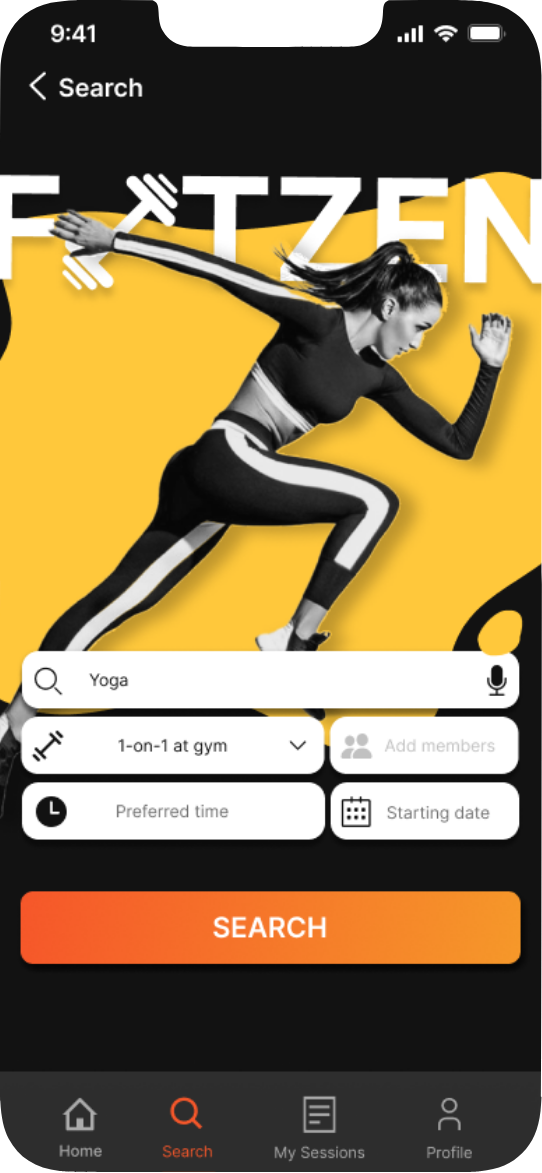 9:41
Search
F TZEN
Yoga
1-on-1 at gym
Add members
Preferred time
Starting date
SEARCH
Home
Search
My Sessions
Profile